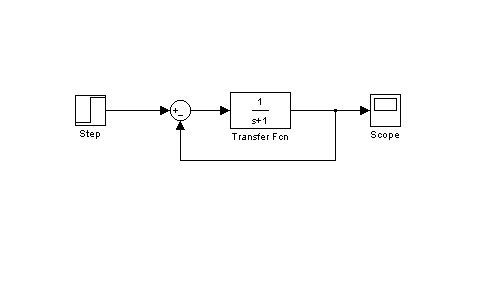 Step
+
−
1
s+1
Transfer Fcn
Scope